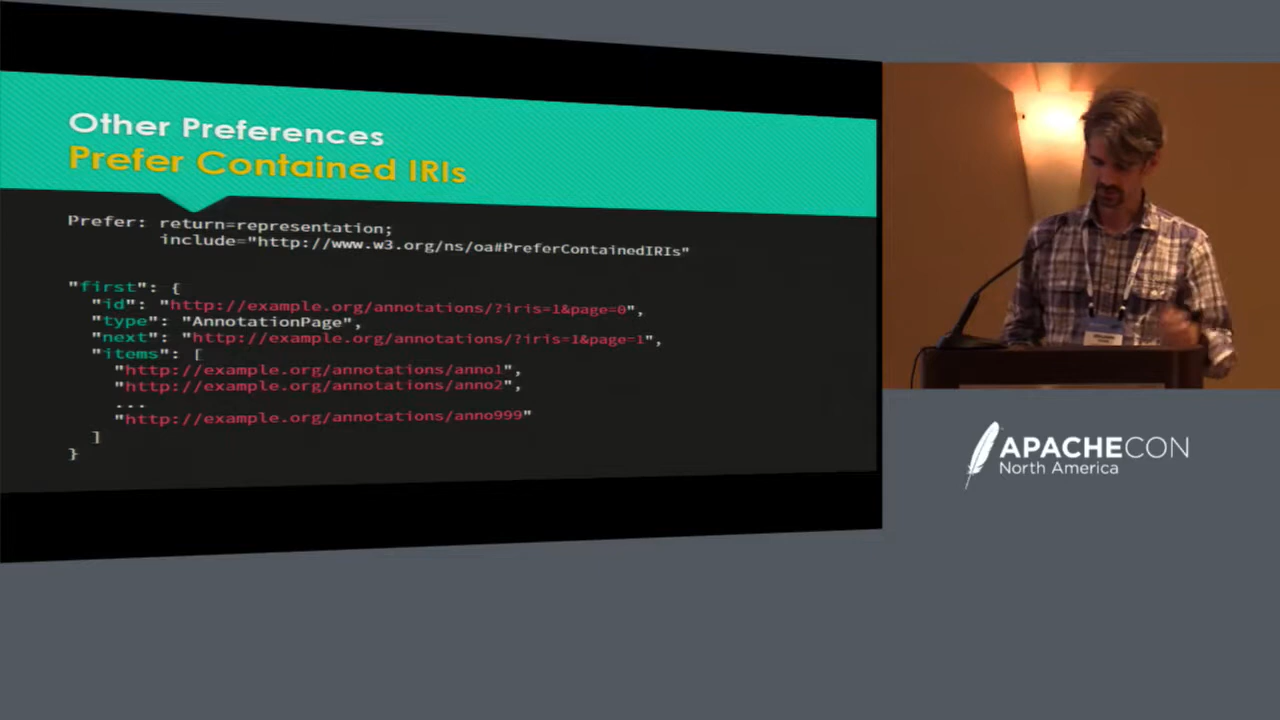 Other Preferences
Prefer Contained IRIs
Prefer: return=representation;
include="http://www.w3.org/ns/oa#PreferContainedIRIs"
"first": {
"id": "http://example.org/annotations/?iris=1&page=0",
"type": "AnnotationPage",
"next": "http://example.org/annotations/?iris=1&page=1",
"items": [
"http://example.org/annotations/anno1",
"http://example.org/annotations/anno2",
...
"http://example.org/annotations/anno999"
]
}
APACHECON
North America